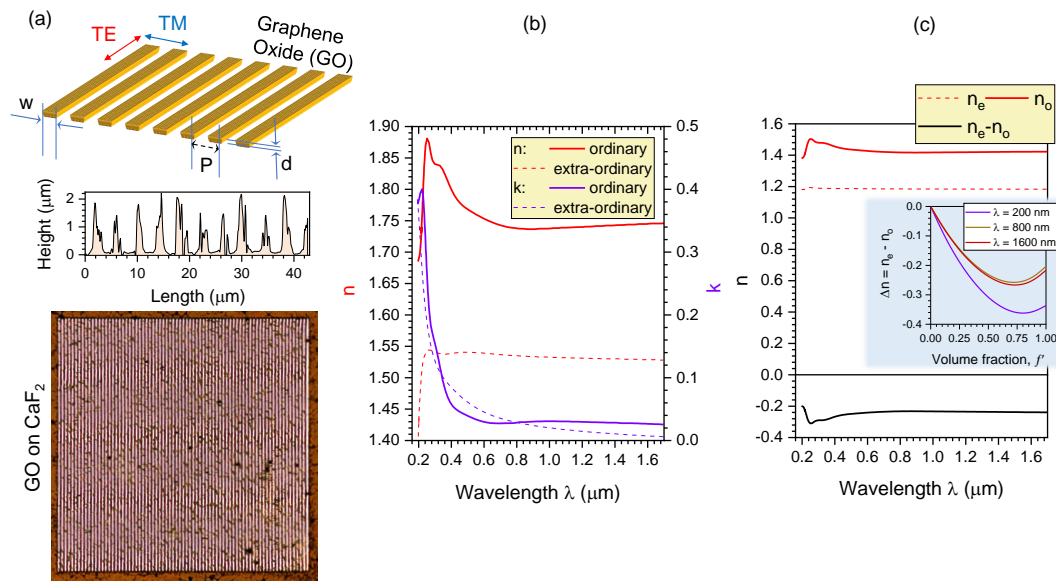 (a)
TE
TM
Graphene
Oxide (GO)
w
P
d
Height (μm)
2
1
0
0 10 20 30 40
Length (μm)
GO on CaF₂
(b)
n: ordinary
extra-ordinary
k: ordinary
extra-ordinary
1.90
1.85
1.80
1.75
1.70
1.65
1.60
1.55
1.50
1.45
1.40
n
0.5
0.4
0.3
0.2
0.1
0.0
k
0.2 0.4 0.6 0.8 1.0 1.2 1.4 1.6
Wavelength λ (μm)
(c)
nₑ nₒ
nₑ-nₒ
1.6
1.4
1.2
1.0
0.8
0.6
0.4
0.2
0.0
-0.2
-0.4
n
λ = 200 nm
λ = 800 nm
λ = 1600 nm
0.0
-0.1
-0.2
-0.3
-0.4
Δn = nₑ - nₒ
0.00 0.25 0.50 0.75 1.00
Volume fraction, f'
0.2 0.4 0.6 0.8 1.0 1.2 1.4 1.6
Wavelength λ (μm)